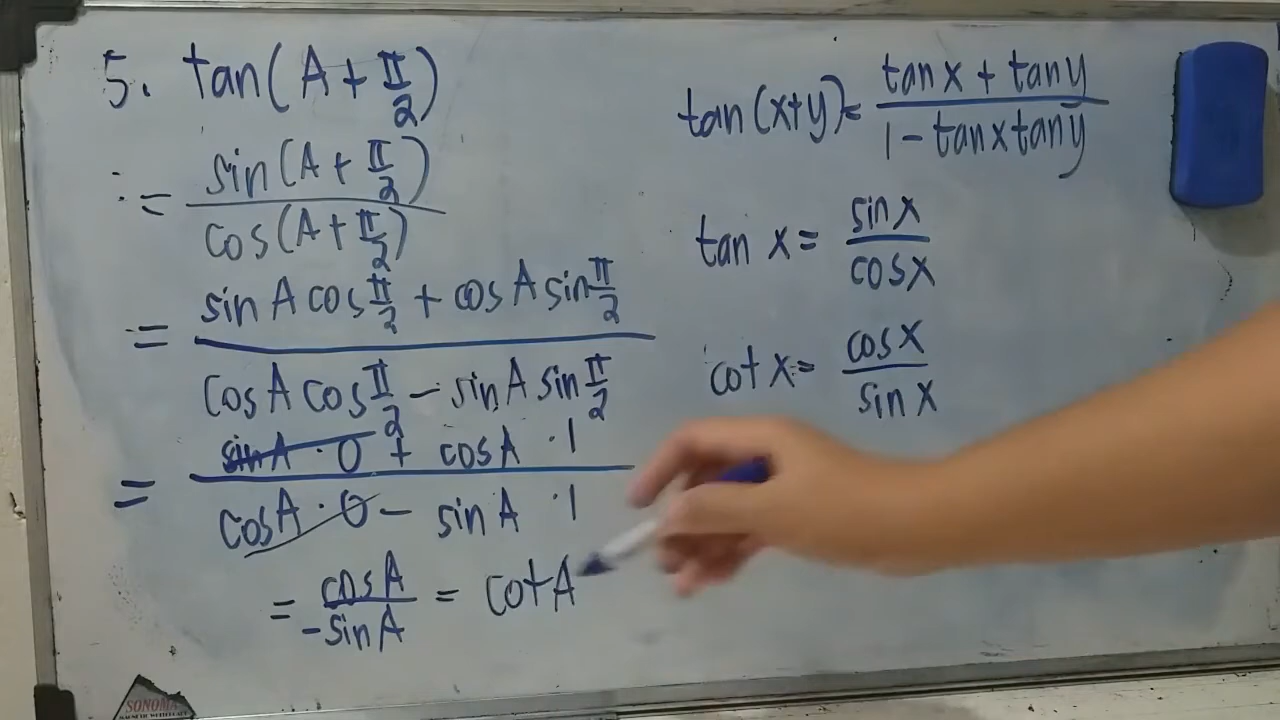 5. tan(A + π/2)
= sin(A + π/2) / cos(A + π/2)
= (sin A cos π/2 + cos A sin π/2) / (cos A cos π/2 - sin A sin π/2)
= (sin A · 0 + cos A · 1) / (cos A · 0 - sin A · 1)
= cos A / -sin A = cot A
tan(x+y) = (tan x + tan y) / (1 - tan x tan y)
tan x = sin x / cos x
cot x = cos x / sin x
SONOMA